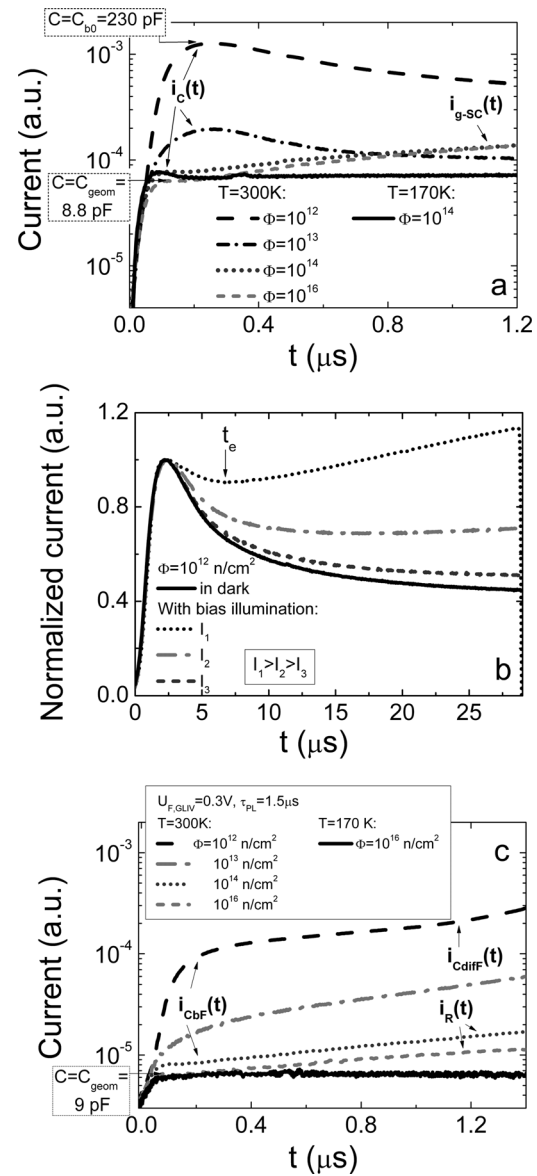 C=C_b0=230 pF
10^-3
i_C(t)
i_g-SC(t)
10^-4
C=C_geom=
8.8 pF
T=300K: T=170K:
Φ=10^12 Φ=10^14
Φ=10^13
Φ=10^14
Φ=10^16
10^-5
a
Current (a.u.)
0.0 0.4 0.8 1.2
t (μs)
1.2
t_e
0.8
Φ=10^12 n/cm^2
in dark
0.4
With bias illumination:
I_1
I_2
I_3
I_1>I_2>I_3
b
0.0
Normalized current (a.u.)
0 5 10 15 20 25
t (μs)
U_F,GLIV=0.3V, τ_PL=1.5μs
T=300K: T=170 K:
Φ=10^12 n/cm^2 Φ=10^16 n/cm^2
10^13 n/cm^2
10^14 n/cm^2
10^16 n/cm^2
c
10^-3
10^-4
i_CbF(t)
i_CdifF(t)
i_R(t)
10^-5
C=C_geom=
9 pF
Current (a.u.)
0.0 0.4 0.8 1.2
t (μs)